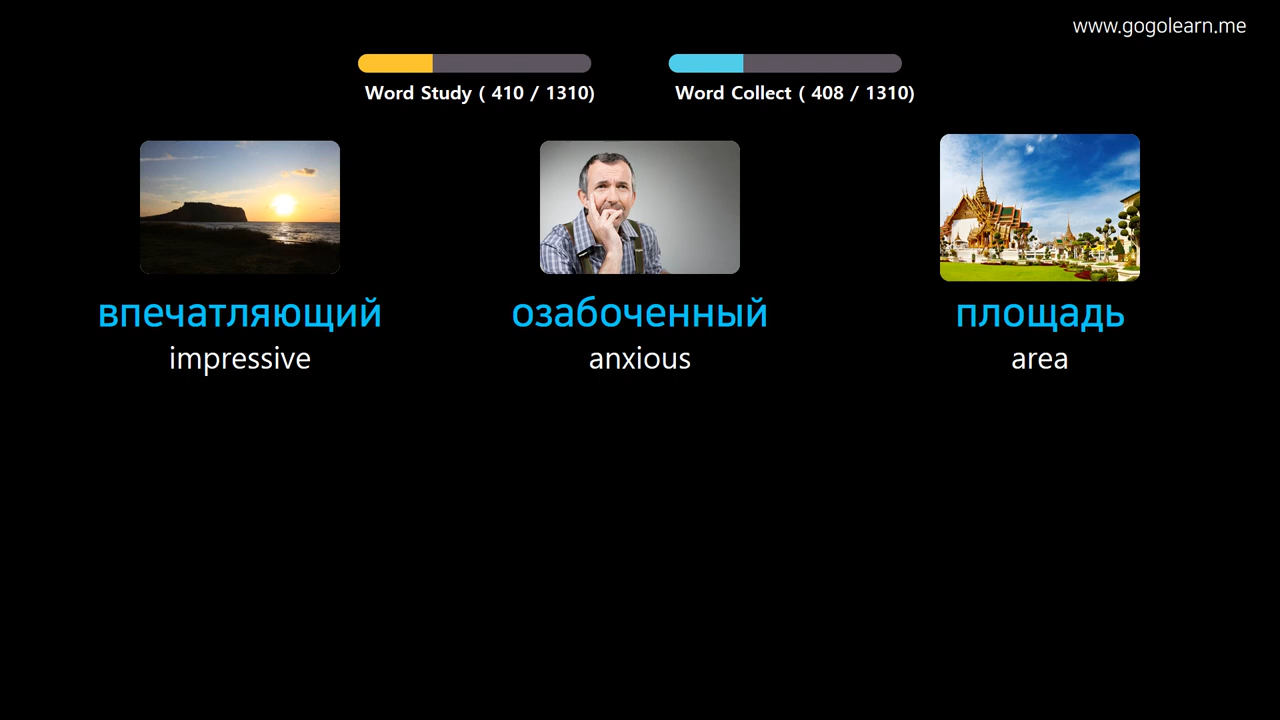 www.gogolearn.me
Word Study ( 410 / 1310)
Word Collect ( 408 / 1310)
впечатляющий
impressive
озабоченный
anxious
площадь
area